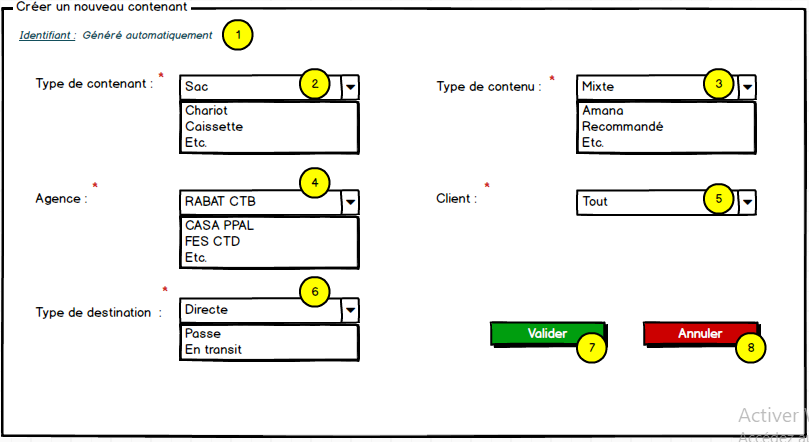 Créer un nouveau contenant
Identifiant : Généré automatiquement 1
Type de contenant : * Sac 2
Chariot
Caissette
Etc.
Type de contenu : * Mixte 3
Amana
Recommandé
Etc.
Agence : * RABAT CTB 4
CASA PPAL
FES CTD
Etc.
Client : * Tout 5
Type de destination : * Directe 6
Passe
En transit
Valider 7
Annuler 8
Activer